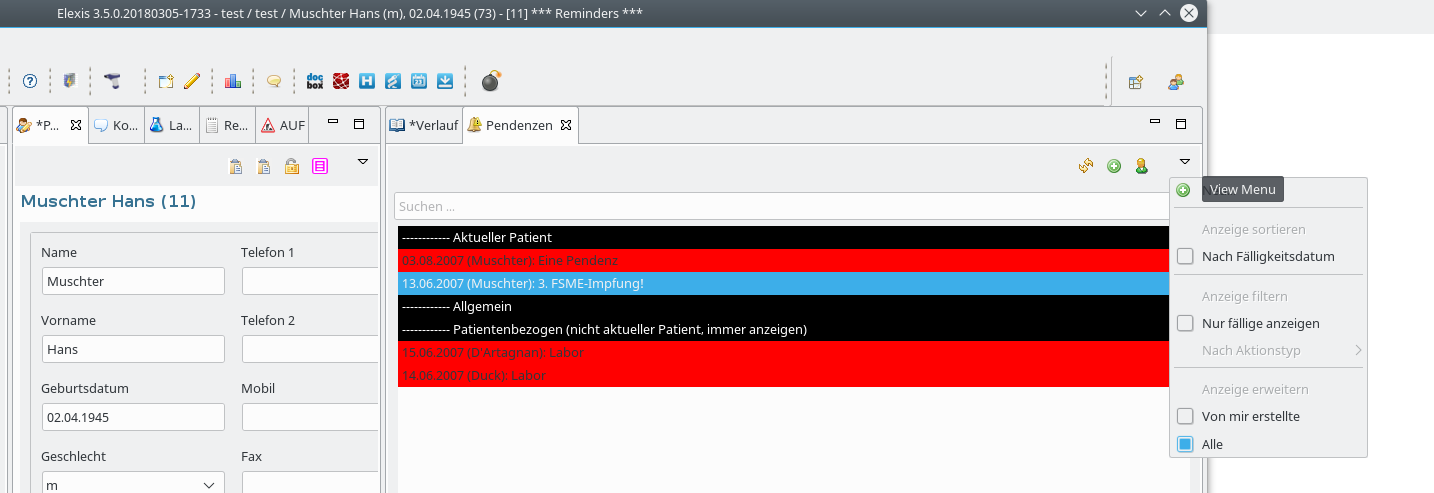 Elexis 3.5.0.20180305-1733 - test / test / Muschter Hans (m), 02.04.1945 (73) - [11] *** Reminders ***
doc
box
H
*P...
Ko...
La...
Re...
AUF
*Verlauf
Pendenzen
Muschter Hans (11)
Name
Telefon 1
Muschter
Vorname
Telefon 2
Hans
Geburtsdatum
Mobil
02.04.1945
Geschlecht
Fax
m
Suchen ...
------------ Aktueller Patient
03.08.2007 (Muschter): Eine Pendenz
13.06.2007 (Muschter): 3. FSME-Impfung!
------------ Allgemein
------------ Patientenbezogen (nicht aktueller Patient, immer anzeigen)
15.06.2007 (D'Artagnan): Labor
14.06.2007 (Duck): Labor
View Menu
Anzeige sortieren
Nach Fälligkeitsdatum
Anzeige filtern
Nur fällige anzeigen
Nach Aktionstyp
Anzeige erweitern
Von mir erstellte
Alle